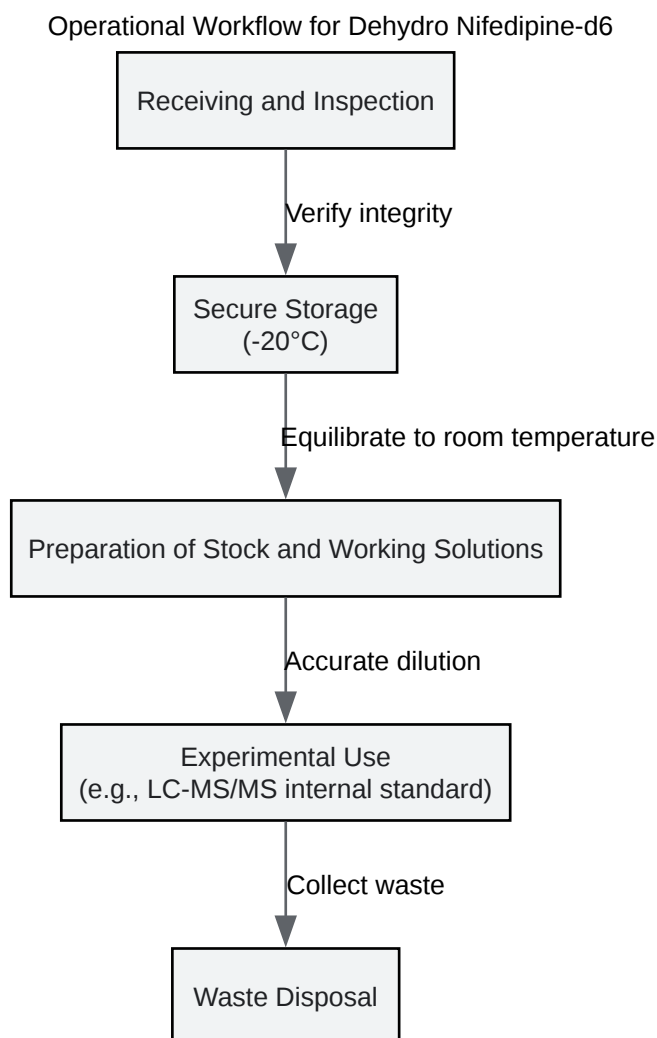 Operational Workflow for Dehydro Nifedipine-d6
Receiving and Inspection
Verify integrity
Secure Storage
(-20°C)
Equilibrate to room temperature
Preparation of Stock and Working Solutions
Accurate dilution
Experimental Use
(e.g., LC-MS/MS internal standard)
Collect waste
Waste Disposal